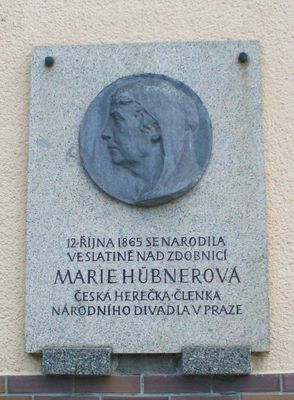 12·ŘÍJNA 1865 SE NARODILA
VE SLATINĚ NAD ZDOBNICÍ
MARIE HÜBNEROVÁ
ČESKÁ HEREČKA·ČLENKA
NÁRODNÍHO DIVADLA V PRAZE